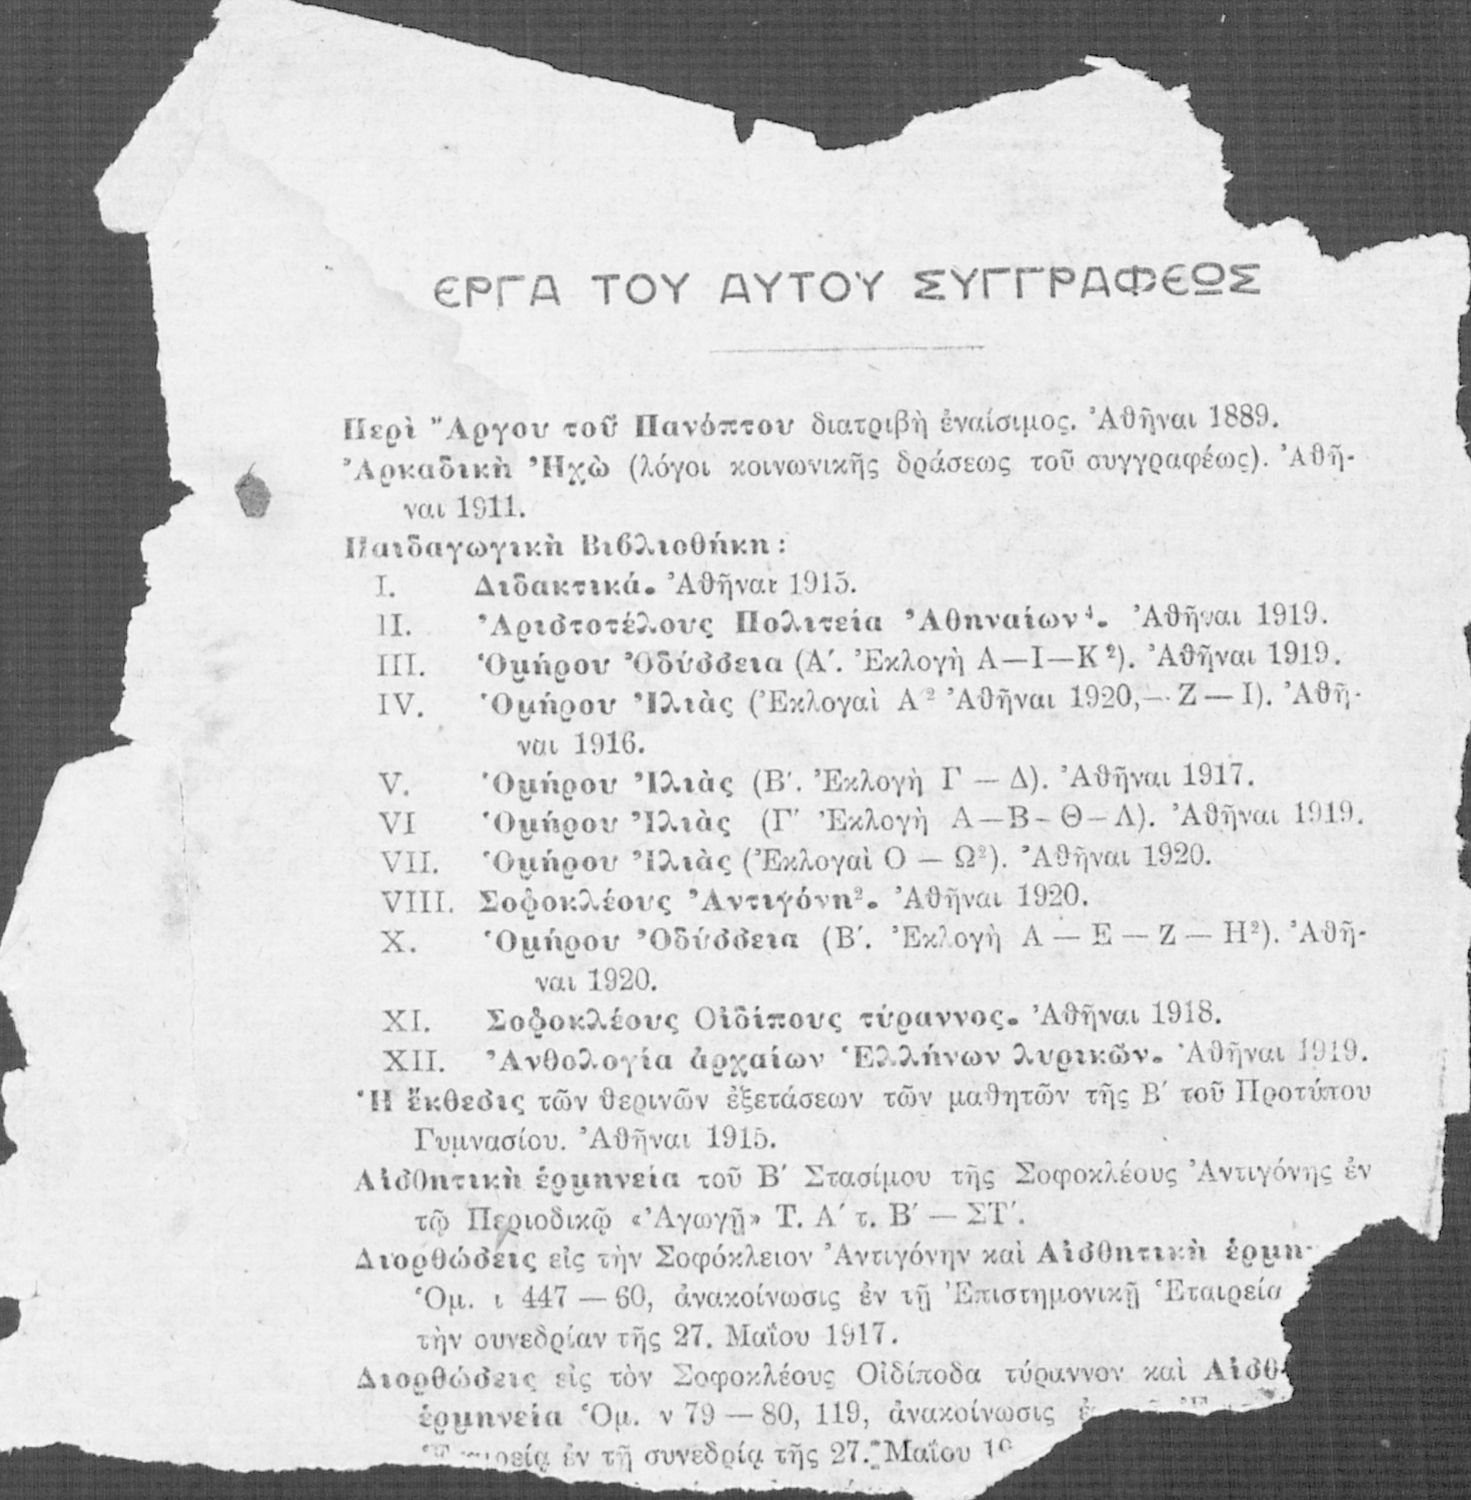 ΕΡΓΑ ΤΟΥ ΑΥΤΟΥ ΣΥΓΓΡΑΦΕΩΣ
Περὶ Ἄργου τοῦ Πανόπτου διατριβὴ ἐναίσιμος. Ἀθῆναι 1889.
Ἀρκαδικὴ Ἠχὼ (λόγοι κοινωνικῆς δράσεως τοῦ συγγραφέως). Ἀθῆ-
ναι 1911.
Παιδαγωγικὴ Βιβλιοθήκη:
I. Διδακτικά. Ἀθῆναι 1915.
II. Ἀριστοτέλους Πολιτεία Ἀθηναίων⁴. Ἀθῆναι 1919.
III. Ὁμήρου Ὀδύσσεια (Α΄. Ἐκλογὴ Α—Ι—Κ²). Ἀθῆναι 1919.
IV. Ὁμήρου Ἰλιὰς (Ἐκλογαὶ Α² Ἀθῆναι 1920,— Ζ — Ι). Ἀθῆ-
ναι 1916.
V. Ὁμήρου Ἰλιὰς (Β΄. Ἐκλογὴ Γ — Δ). Ἀθῆναι 1917.
VI Ὁμήρου Ἰλιὰς (Γ΄ Ἐκλογὴ Α—Β-Θ-Λ). Ἀθῆναι 1919.
VII. Ὁμήρου Ἰλιὰς (Ἐκλογαὶ Ο — Ω²). Ἀθῆναι 1920.
VIII. Σοφοκλέους Ἀντιγόνη². Ἀθῆναι 1920.
X. Ὁμήρου Ὀδύσσεια (Β΄. Ἐκλογὴ Α — Ε — Ζ — Η²). Ἀθῆ-
ναι 1920.
XI. Σοφοκλέους Οἰδίπους τύραννος. Ἀθῆναι 1918.
XII. Ἀνθολογία ἀρχαίων Ἑλλήνων λυρικῶν. Ἀθῆναι 1919.
Ἡ ἔκθεσις τῶν θερινῶν ἐξετάσεων τῶν μαθητῶν τῆς Β΄ τοῦ Προτύπου
Γυμνασίου. Ἀθῆναι 1915.
Αἰσθητικὴ ἑρμηνεία τοῦ Β΄ Στασίμου τῆς Σοφοκλέους Ἀντιγόνης ἐν
τῷ Περιοδικῷ «Ἀγωγῇ» Τ. Α΄ τ. Β΄ — ΣΤ΄.
Διορθώσεις εἰς τὴν Σοφόκλειον Ἀντιγόνην καὶ Αἰσθητικὴ ἑρμη-
Ὁμ. ι 447 — 60, ἀνακοίνωσις ἐν τῇ Ἐπιστημονικῇ Ἑταιρεία
τὴν συνεδρίαν τῆς 27. Μαΐου 1917.
Διορθώσεις εἰς τὸν Σοφοκλέους Οἰδίποδα τύραννον καὶ Αἰσθ
ἑρμηνεία Ὁμ. ν 79 — 80, 119, ἀνακοίνωσις
ἐν τῇ συνεδρίᾳ τῆς 27. Μαΐου